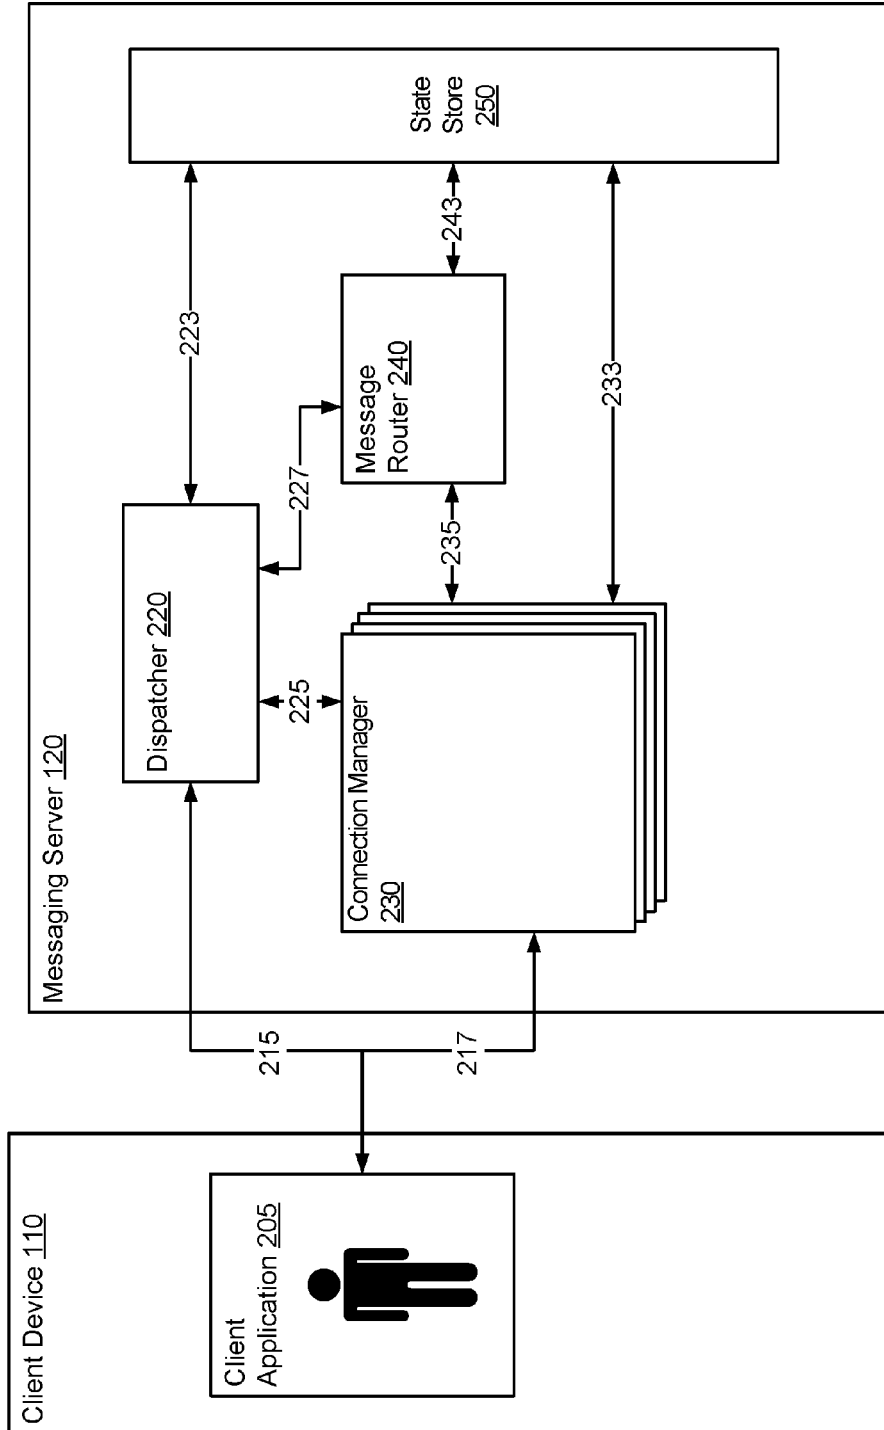 Client Device 110
Client
Application 205
215
217
Messaging Server 120
Dispatcher 220
225
Connection Manager
230
227
235
Message
Router 240
223
243
233
State
Store
250